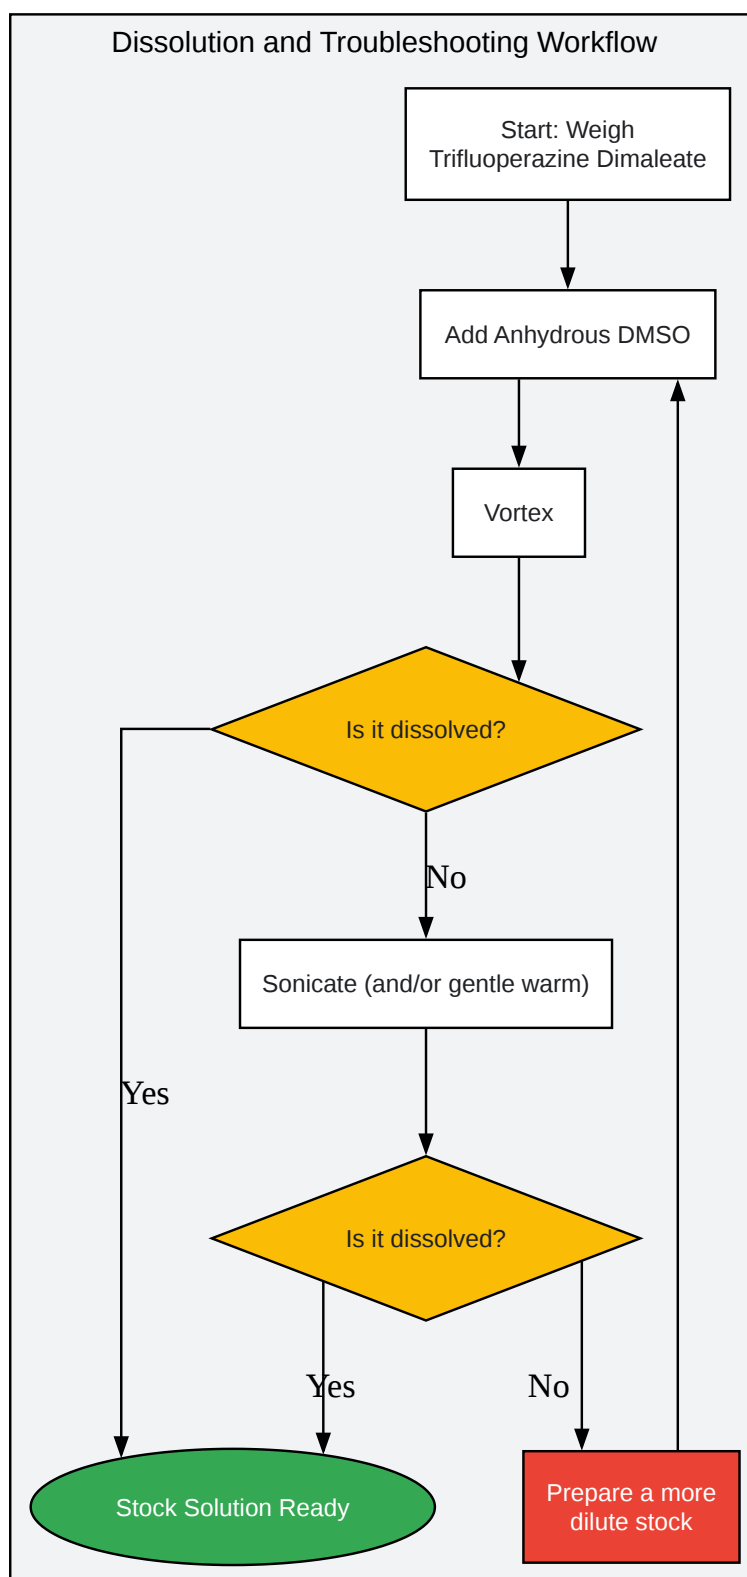 Dissolution and Troubleshooting Workflow
Start: Weigh
Trifluoperazine Dimaleate
Add Anhydrous DMSO
Vortex
Is it dissolved?
No
Sonicate (and/or gentle warm)
Yes
Is it dissolved?
Yes
No
Stock Solution Ready
Prepare a more
dilute stock